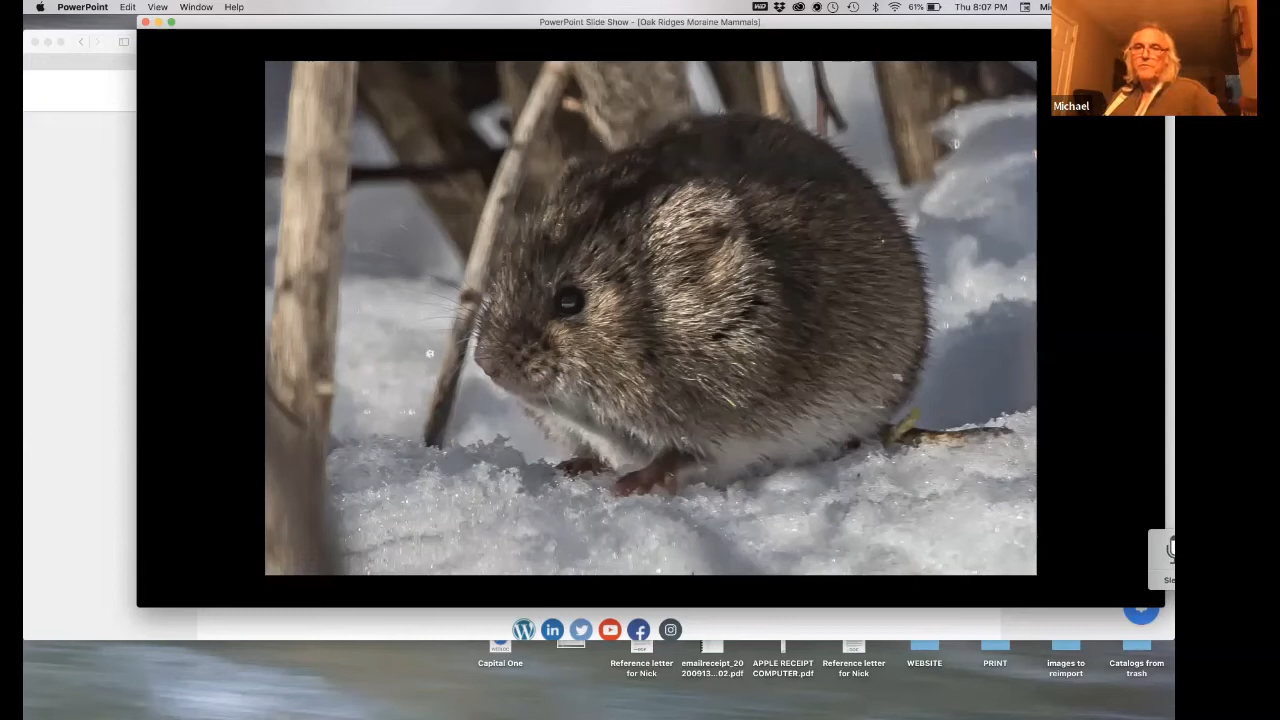 PowerPoint Edit View Window Help
61% Thu 8:07 PM
PowerPoint Slide Show - [Oak Ridges Moraine Mammals]
Michael
Capital One
Reference letter
for Nick
emailreceipt_20
200913...02.pdf
APPLE RECEIPT
COMPUTER.pdf
Reference letter
for Nick
WEBSITE
PRINT
images to
reimport
Catalogs from
trash